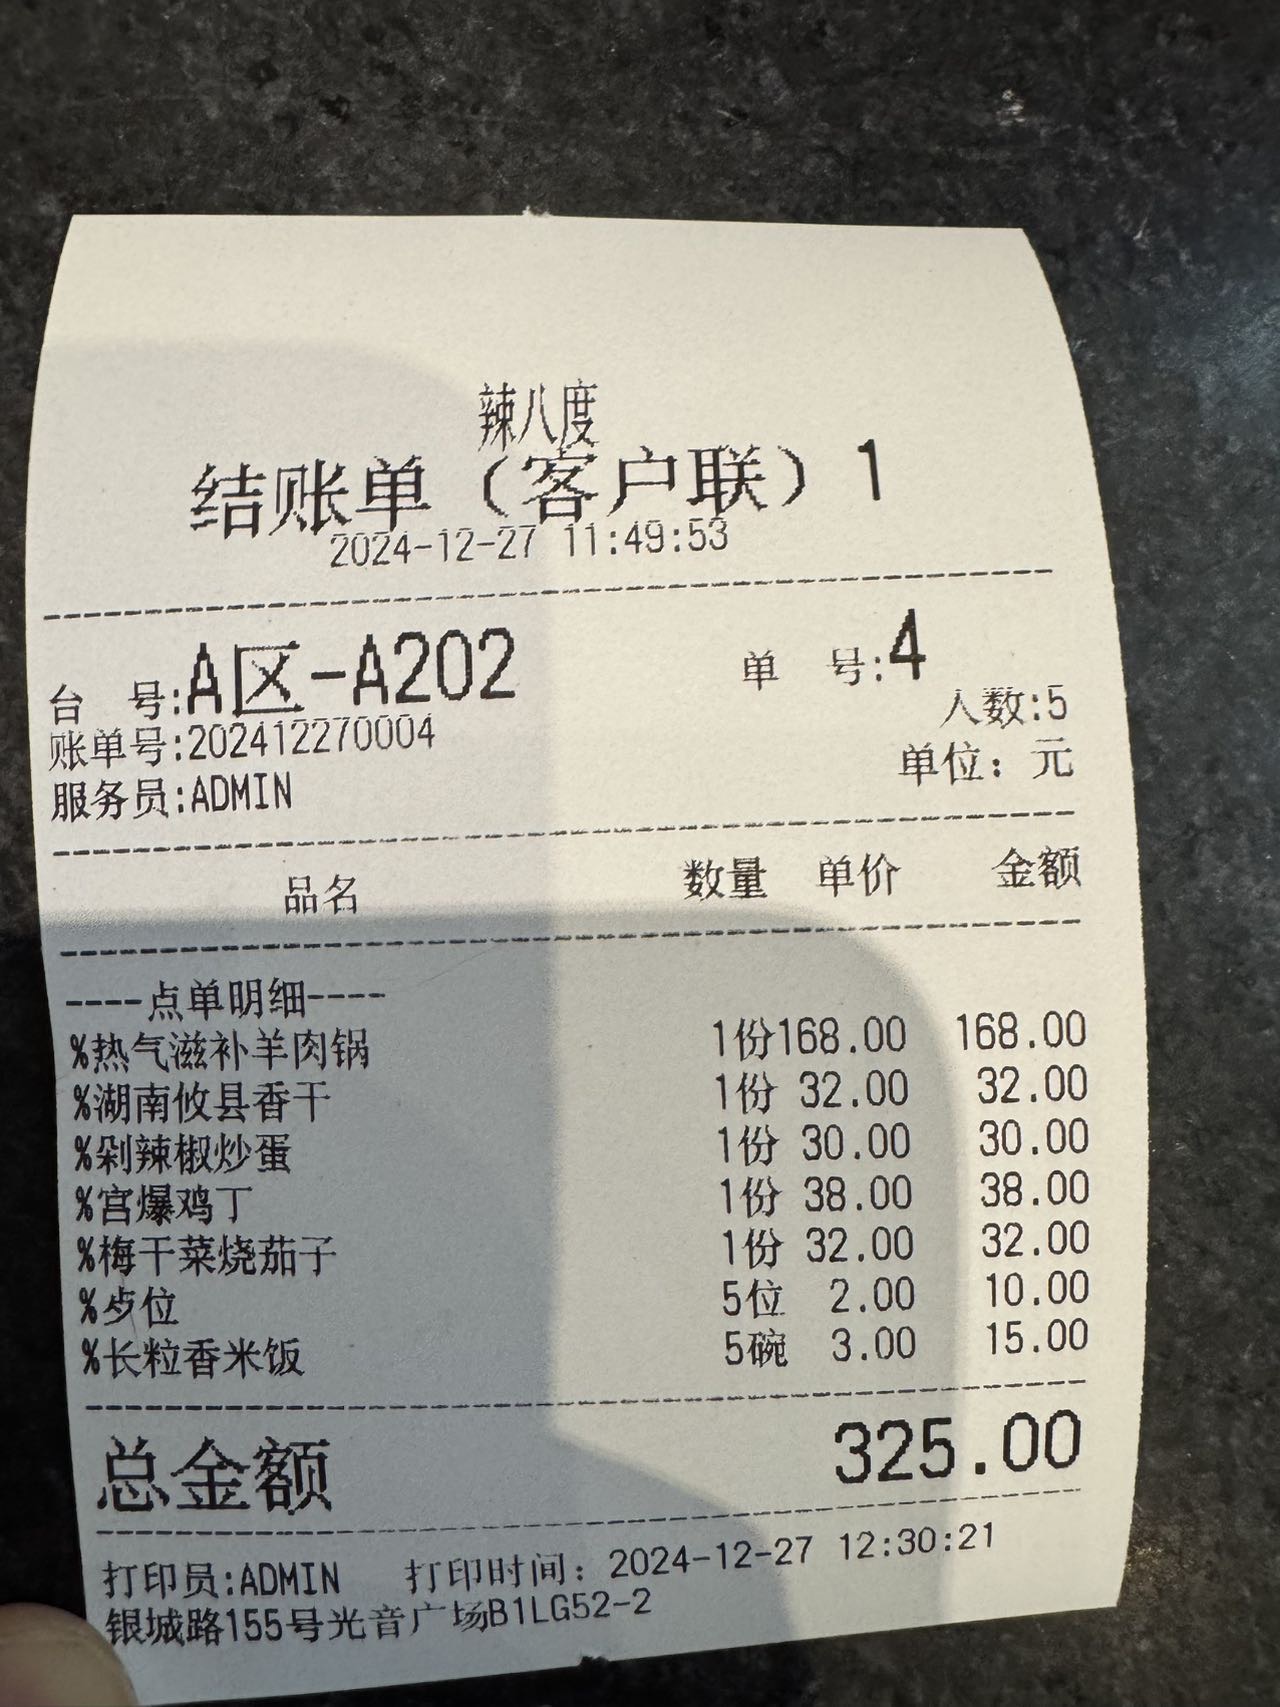 辣八度
结账单（客户联）1
2024-12-27 11:49:53
台 号:A区-A202 单 号:4
人数:5
账单号:202412270004
单位：元
服务员:ADMIN
品名 数量 单价 金额
----点单明细----
%热气滋补羊肉锅 1份168.00 168.00
%湖南攸县香干 1份 32.00 32.00
%剁辣椒炒蛋 1份 30.00 30.00
%宫爆鸡丁 1份 38.00 38.00
%梅干菜烧茄子 1份 32.00 32.00
%歺位 5位 2.00 10.00
%长粒香米饭 5碗 3.00 15.00
总金额 325.00
打印员:ADMIN 打印时间：2024-12-27 12:30:21
银城路155号光音广场B1LG52-2